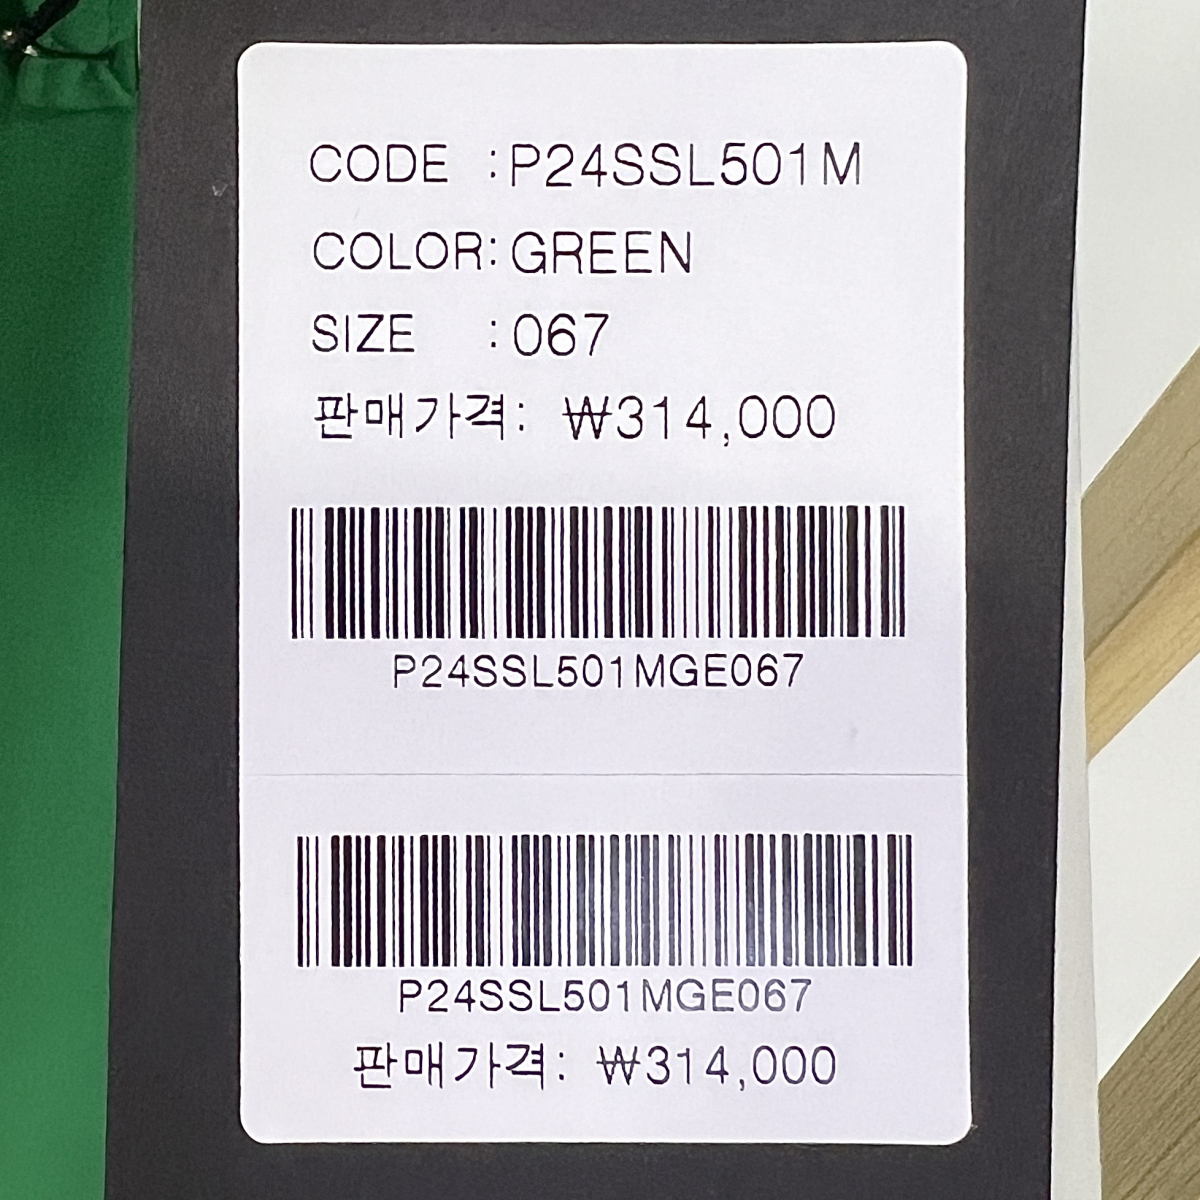 CODE :P24SSL501M
COLOR:GREEN
SIZE :067
판매가격: ₩314,000
P24SSL501MGE067
P24SSL501MGE067
판매가격: ₩314,000